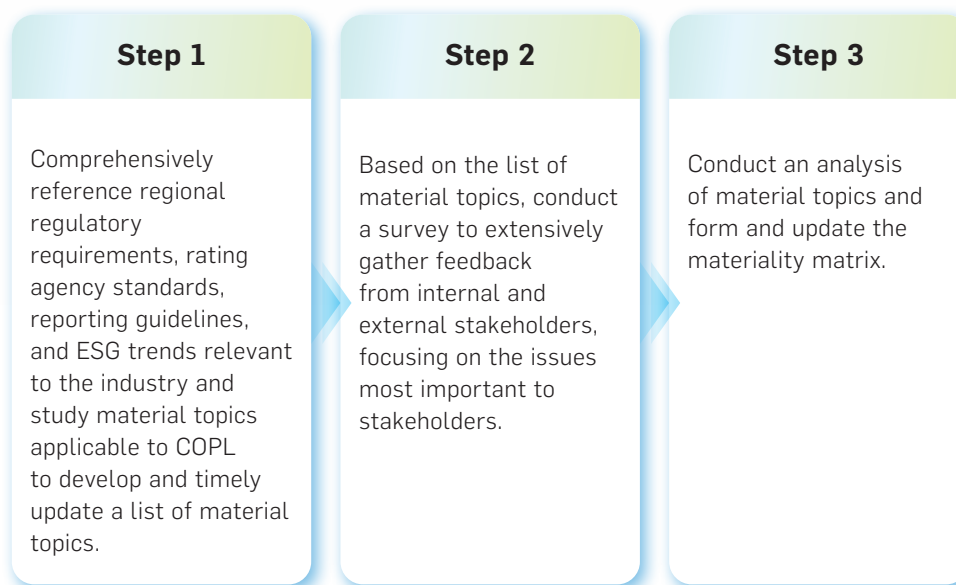 Step 1
Comprehensively
reference regional
regulatory
requirements, rating
agency standards,
reporting guidelines,
and ESG trends relevant
to the industry and
study material topics
applicable to COPL
to develop and timely
update a list of material
topics.
Step 2
Based on the list of
material topics, conduct
a survey to extensively
gather feedback
from internal and
external stakeholders,
focusing on the issues
most important to
stakeholders.
Step 3
Conduct an analysis
of material topics and
form and update the
materiality matrix.